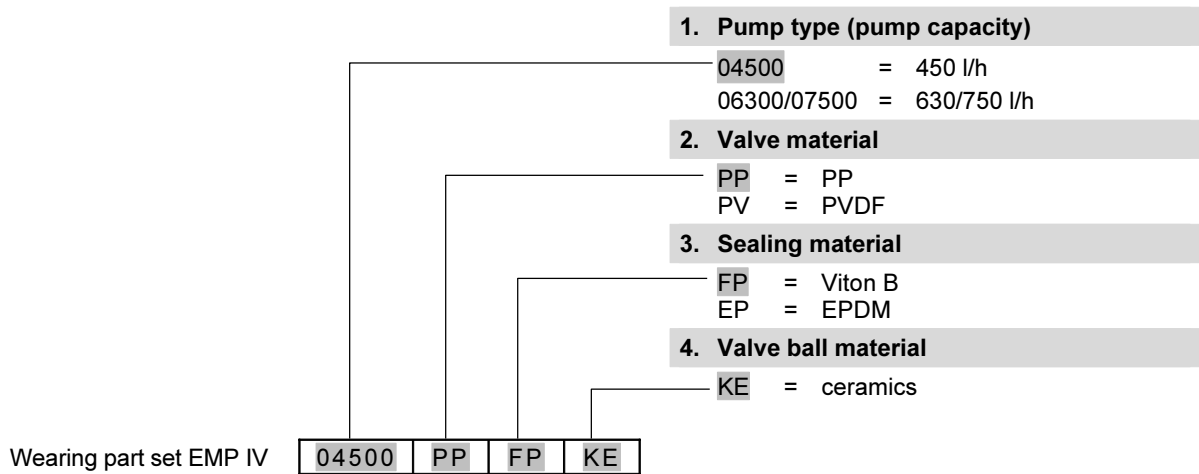 1. Pump type (pump capacity)
04500 = 450 l/h
06300/07500 = 630/750 l/h
2. Valve material
PP = PP
PV = PVDF
3. Sealing material
FP = Viton B
EP = EPDM
4. Valve ball material
KE = ceramics
Wearing part set EMP IV 04500 PP FP KE